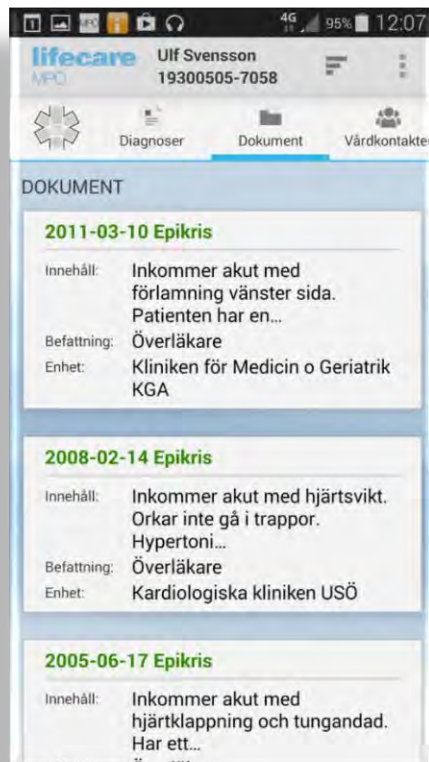 4G 95% 12:07
lifecare
MPÖ
Ulf Svensson
19300505-7058
Diagnoser Dokument Vårdkontakte
DOKUMENT
2011-03-10 Epikris
Innehåll: Inkommer akut med
förlamning vänster sida.
Patienten har en...
Befattning: Överläkare
Enhet: Kliniken för Medicin o Geriatrik
KGA
2008-02-14 Epikris
Innehåll: Inkommer akut med hjärtsvikt.
Orkar inte gå i trappor.
Hypertoni...
Befattning: Överläkare
Enhet: Kardiologiska kliniken USÖ
2005-06-17 Epikris
Innehåll: Inkommer akut med
hjärtklappning och tungandad.
Har ett...